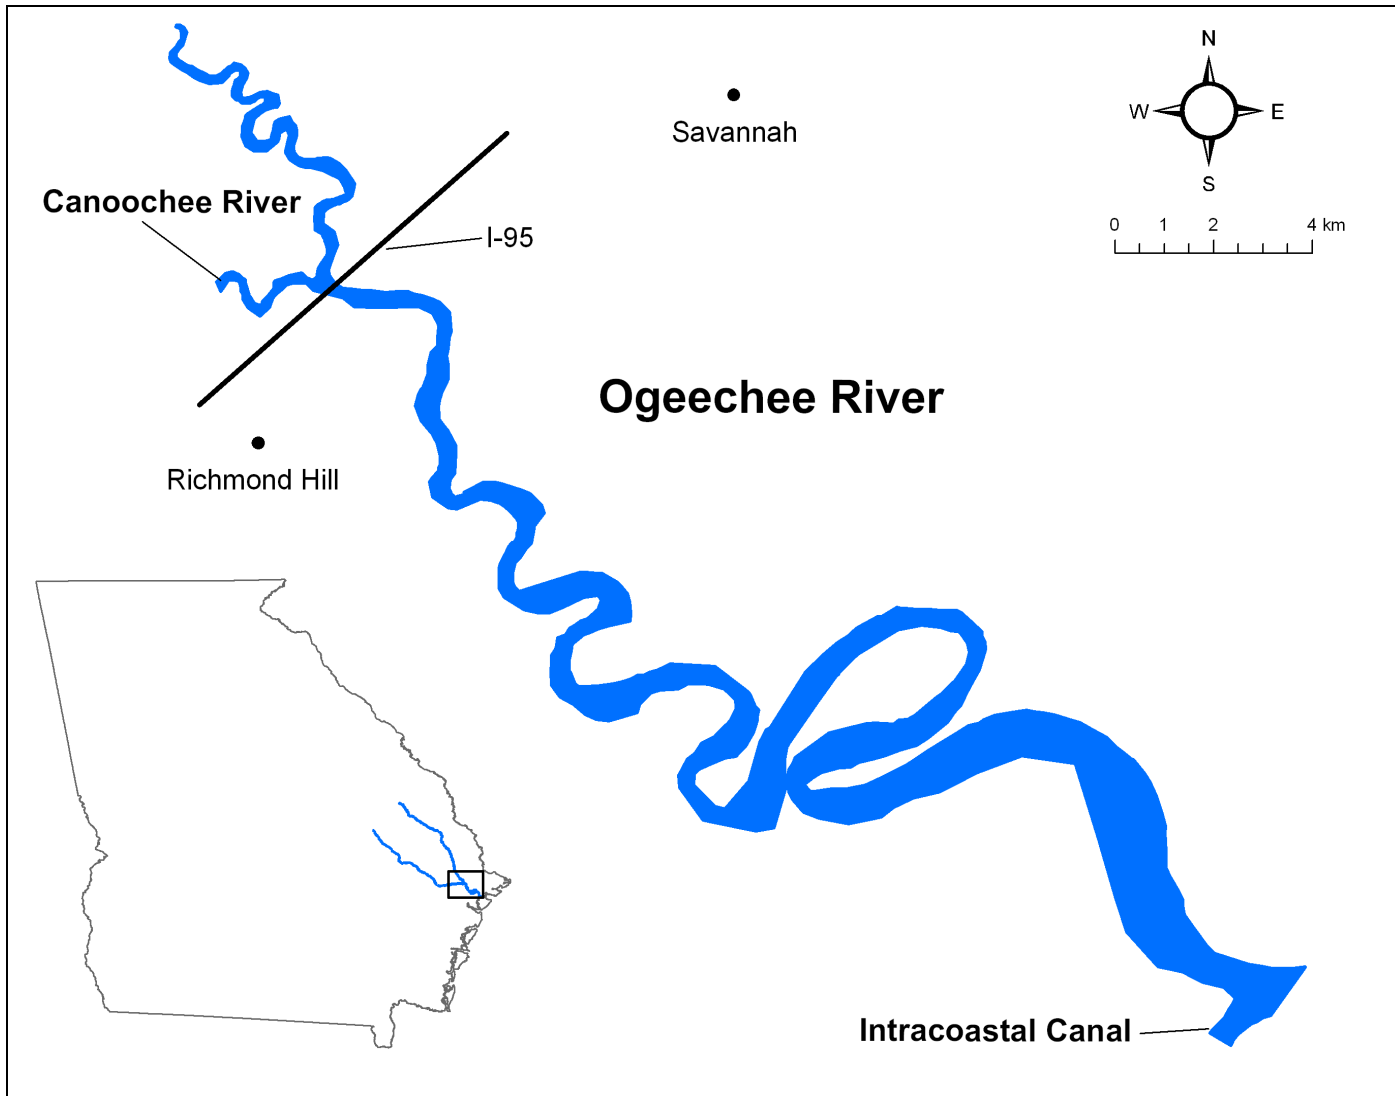 N
Savannah
W E
S
Canoochee River
0 1 2 4 km
I-95
Ogeechee River
Richmond Hill
Intracoastal Canal